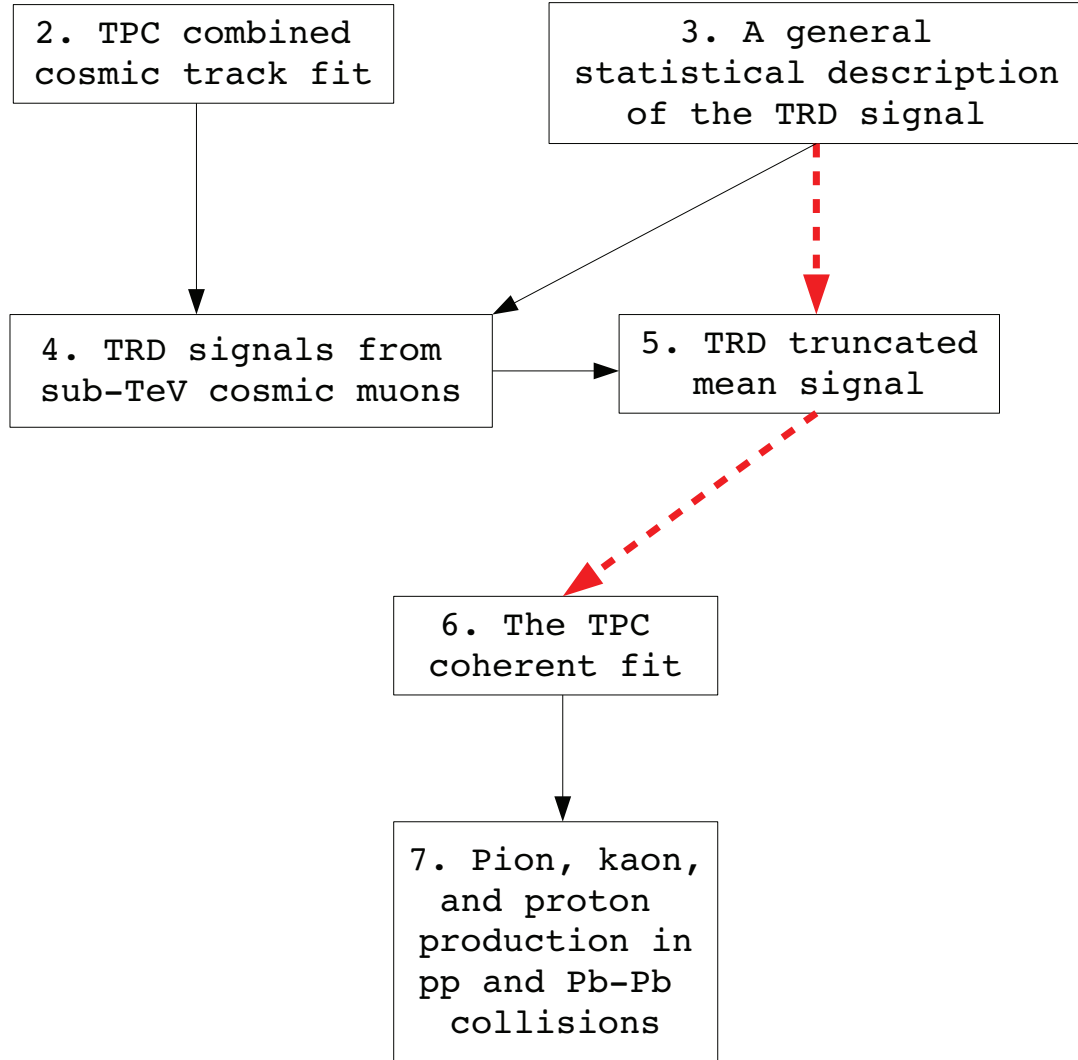 2. TPC combined
cosmic track fit
3. A general
statistical description
of the TRD signal
4. TRD signals from
sub-TeV cosmic muons
5. TRD truncated
mean signal
6. The TPC
coherent fit
7. Pion, kaon,
and proton
production in
pp and Pb-Pb
collisions